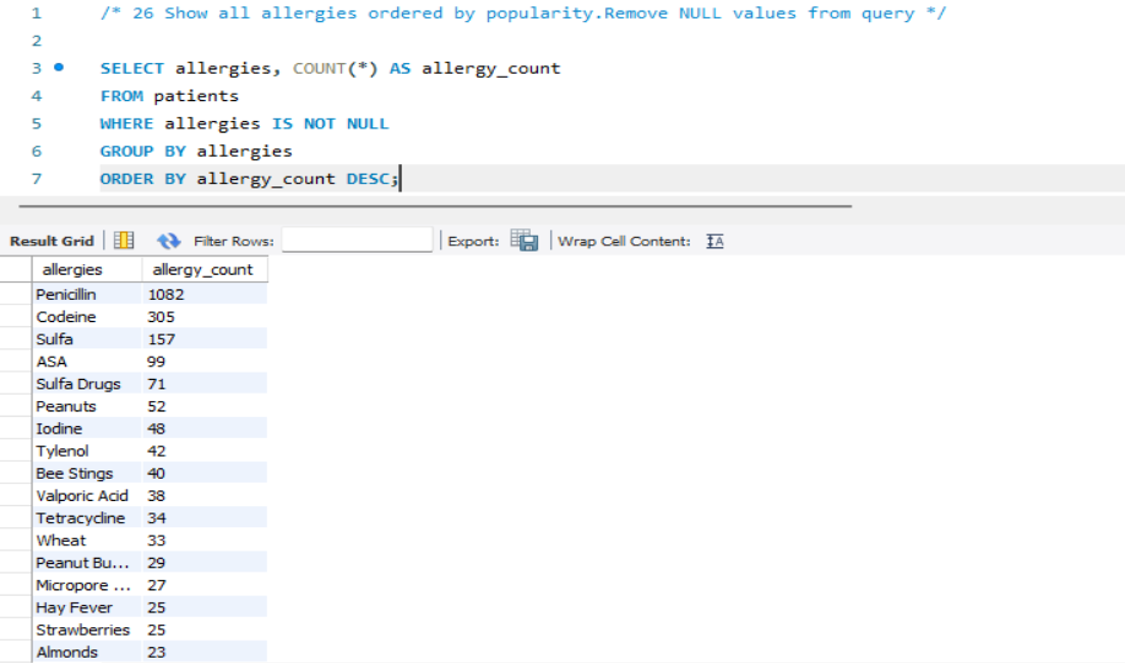 1 /* 26 Show all allergies ordered by popularity.Remove NULL values from query */
2
3 SELECT allergies, COUNT(*) AS allergy_count
4 FROM patients
5 WHERE allergies IS NOT NULL
6 GROUP BY allergies
7 ORDER BY allergy_count DESC;
Result Grid Filter Rows: Export: Wrap Cell Content: IA
allergies allergy_count
Penicillin 1082
Codeine 305
Sulfa 157
ASA 99
Sulfa Drugs 71
Peanuts 52
Iodine 48
Tylenol 42
Bee Stings 40
Valporic Acid 38
Tetracycline 34
Wheat 33
Peanut Bu... 29
Micropore ... 27
Hay Fever 25
Strawberries 25
Almonds 23